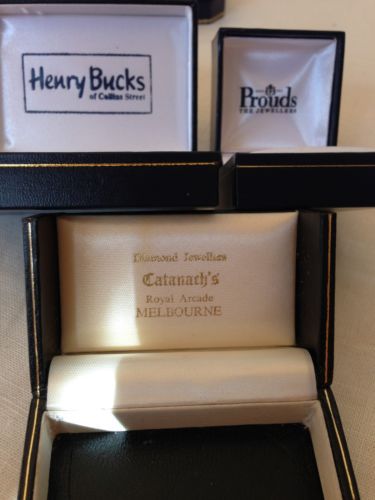 Henry Bucks
of Collins Street
Prouds
THE JEWELLERS
Diamond Jewellers
Catanach's
Royal Arcade
MELBOURNE